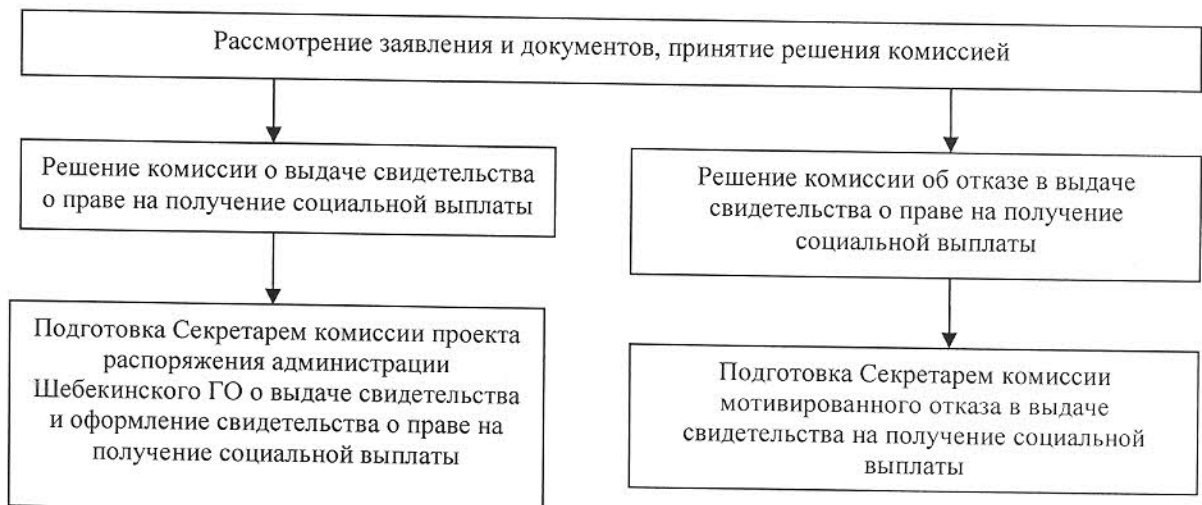 Рассмотрение заявления и документов, принятие решения комиссией
Решение комиссии о выдаче свидетельства
о праве на получение социальной выплаты
Решение комиссии об отказе в выдаче
свидетельства о праве на получение
социальной выплаты
Подготовка Секретарем комиссии проекта
распоряжения администрации
Шебекинского ГО о выдаче свидетельства
и оформление свидетельства о праве на
получение социальной выплаты
Подготовка Секретарем комиссии
мотивированного отказа в выдаче
свидетельства на получение социальной
выплаты